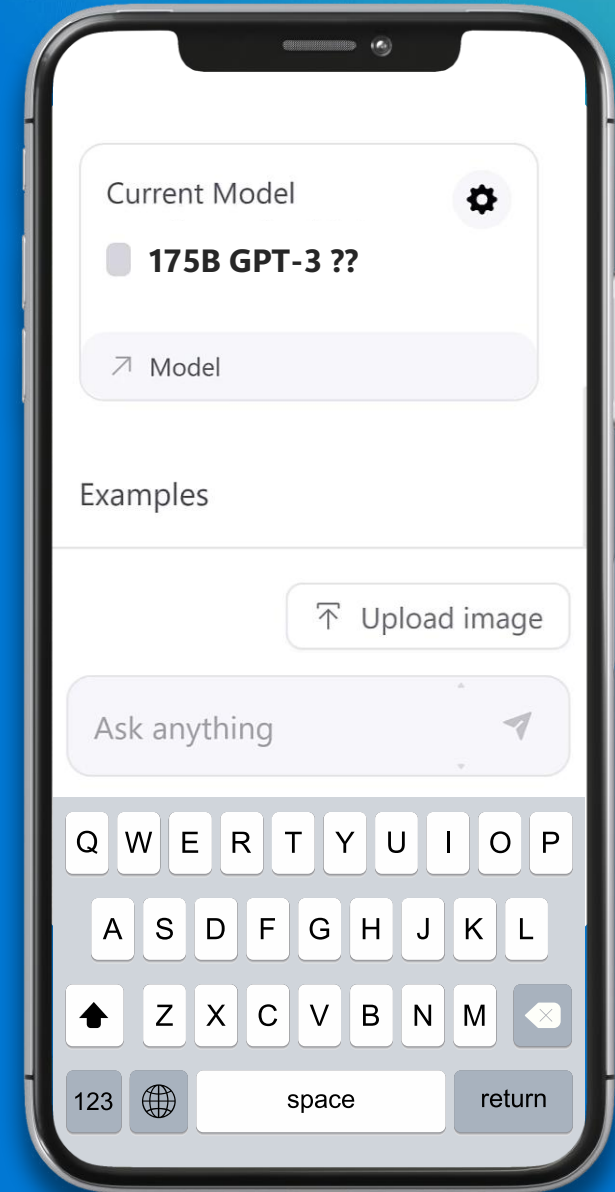 Current Model
175B GPT-3 ??
Model
Examples
Upload image
Ask anything
Q W E R T Y U I O P
A S D F G H J K L
Z X C V B N M
123 space return